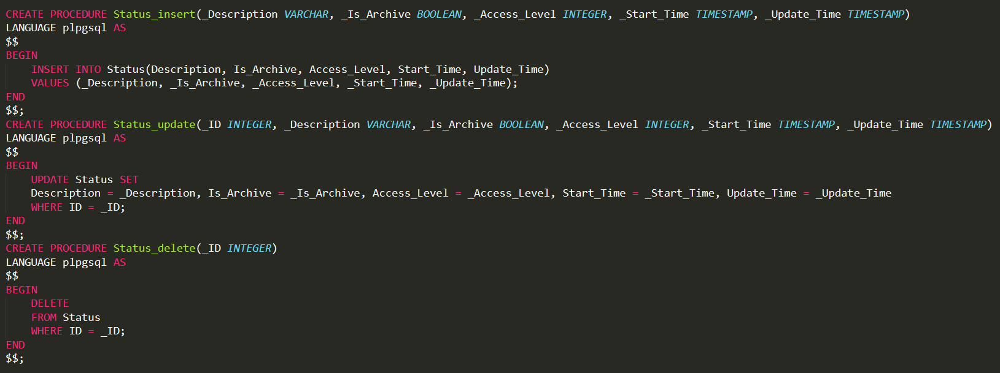 CREATE PROCEDURE Status_insert(_Description VARCHAR, _Is_Archive BOOLEAN, _Access_Level INTEGER, _Start_Time TIMESTAMP, _Update_Time TIMESTAMP)
LANGUAGE plpgsql AS
$$
BEGIN
    INSERT INTO Status(Description, Is_Archive, Access_Level, Start_Time, Update_Time)
    VALUES (_Description, _Is_Archive, _Access_Level, _Start_Time, _Update_Time);
END
$$;
CREATE PROCEDURE Status_update(_ID INTEGER, _Description VARCHAR, _Is_Archive BOOLEAN, _Access_Level INTEGER, _Start_Time TIMESTAMP, _Update_Time TIMESTAMP)
LANGUAGE plpgsql AS
$$
BEGIN
    UPDATE Status SET
    Description = _Description, Is_Archive = _Is_Archive, Access_Level = _Access_Level, Start_Time = _Start_Time, Update_Time = _Update_Time
    WHERE ID = _ID;
END
$$;
CREATE PROCEDURE Status_delete(_ID INTEGER)
LANGUAGE plpgsql AS
$$
BEGIN
    DELETE
    FROM Status
    WHERE ID = _ID;
END
$$;